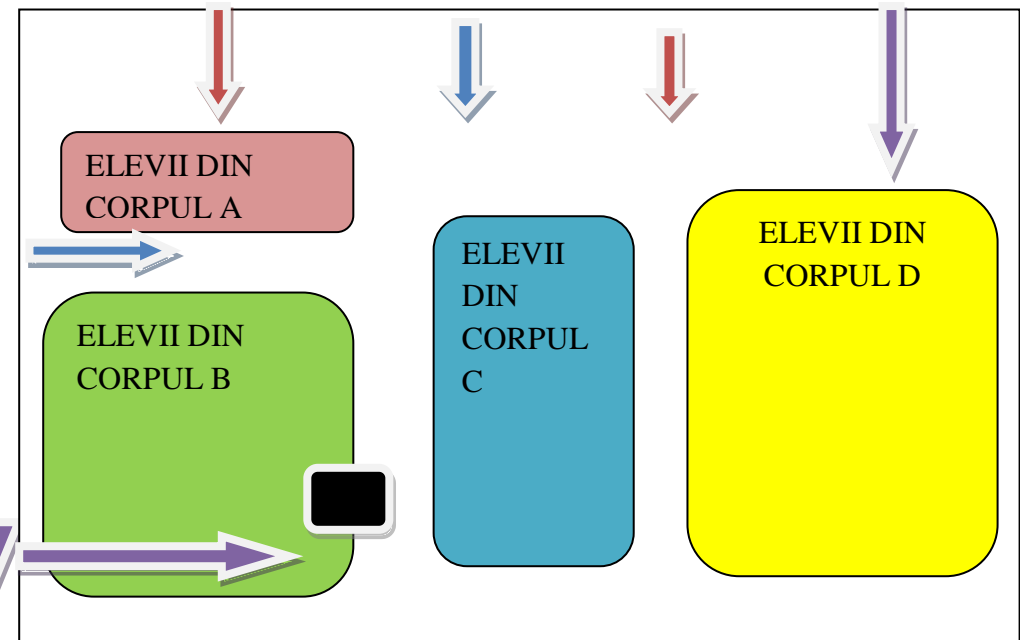 ELEVII DIN
CORPUL A
ELEVII DIN
CORPUL B
ELEVII
DIN
CORPUL
C
ELEVII DIN
CORPUL D